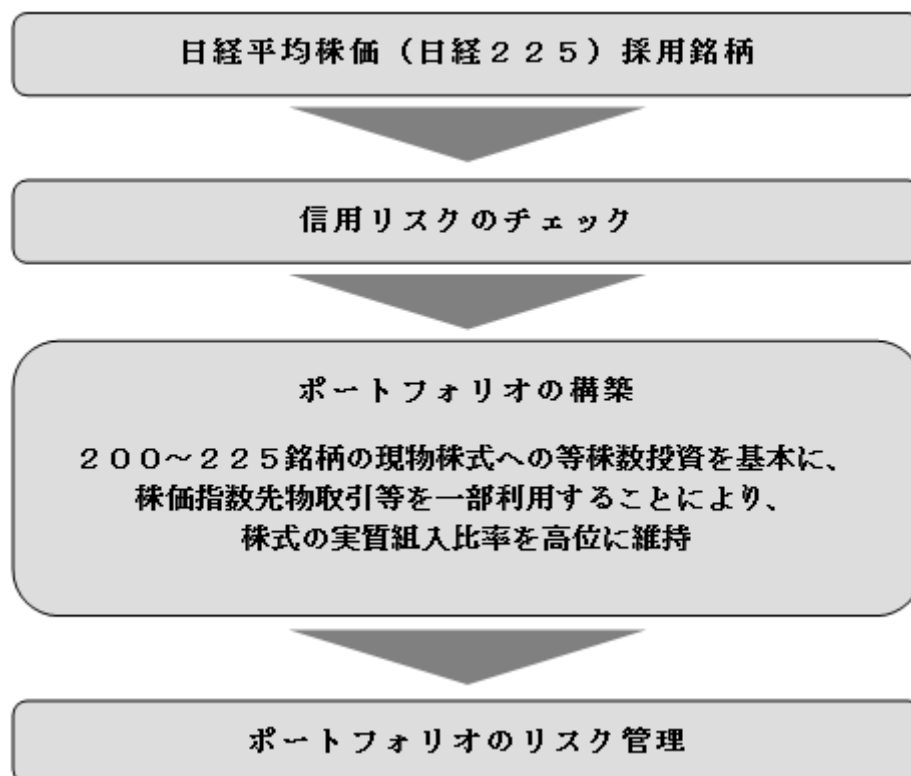 日経平均株価（日経２２５）採用銘柄
信用リスクのチェック
ポートフォリオの構築
２００～２２５銘柄の現物株式への等株数投資を基本に、
株価指数先物取引等を一部利用することにより、
株式の実質組入比率を高位に維持
ポートフォリオのリスク管理